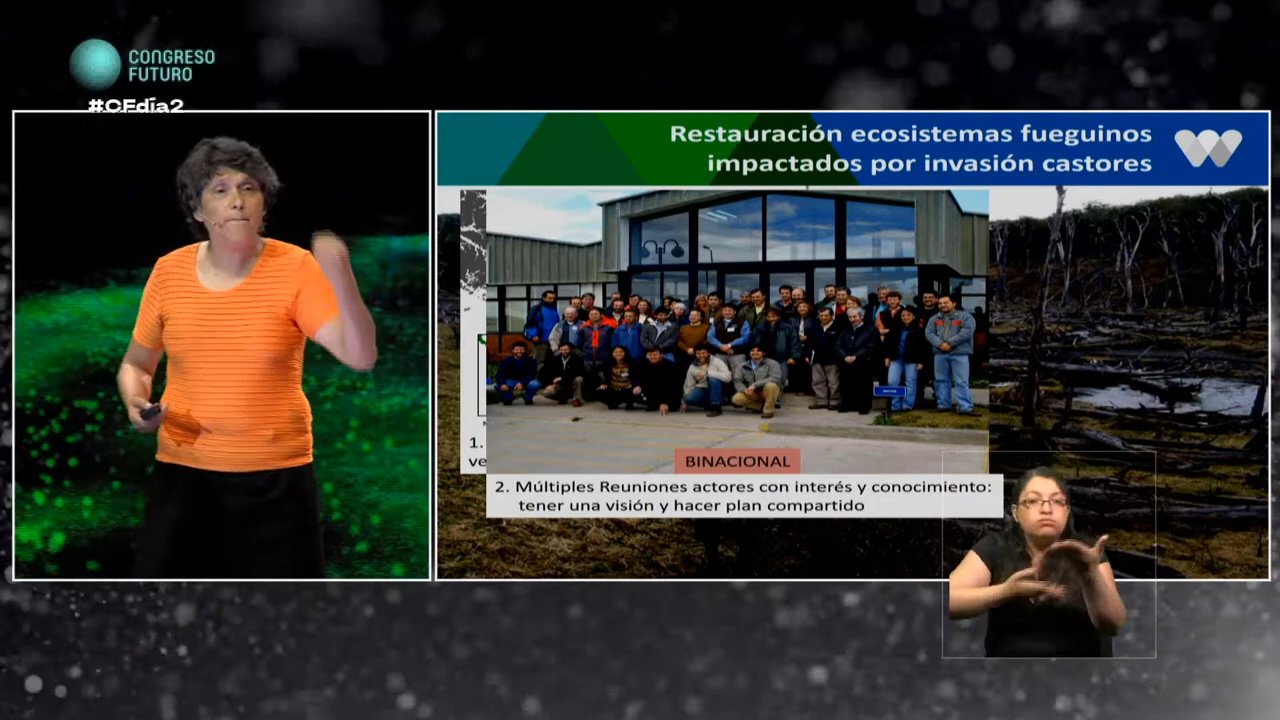 CONGRESO
FUTURO
#CFdía2
Restauración ecosistemas fueguinos
impactados por invasión castores
1.
BINACIONAL
2. Múltiples Reuniones actores con interés y conocimiento:
tener una visión y hacer plan compartido